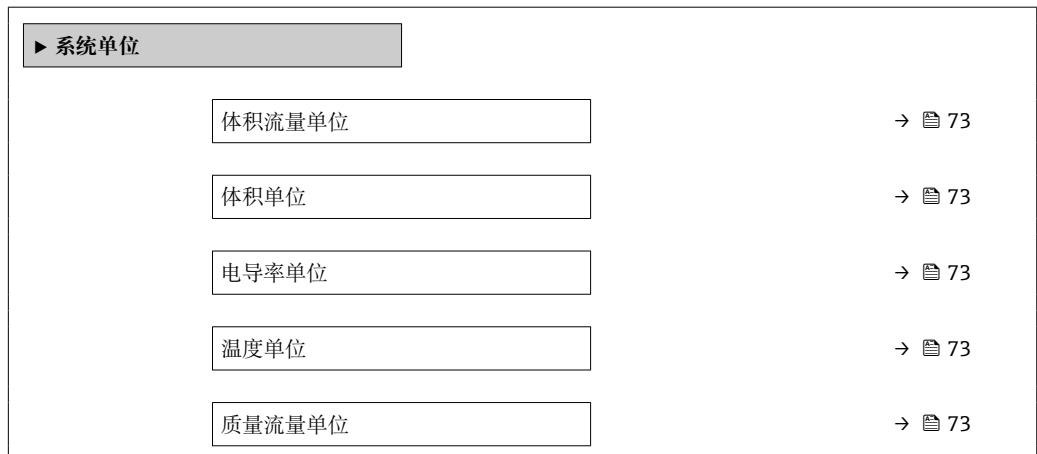 ▶ 系统单位
体积流量单位 → 🖹 73
体积单位 → 🖹 73
电导率单位 → 🖹 73
温度单位 → 🖹 73
质量流量单位 → 🖹 73